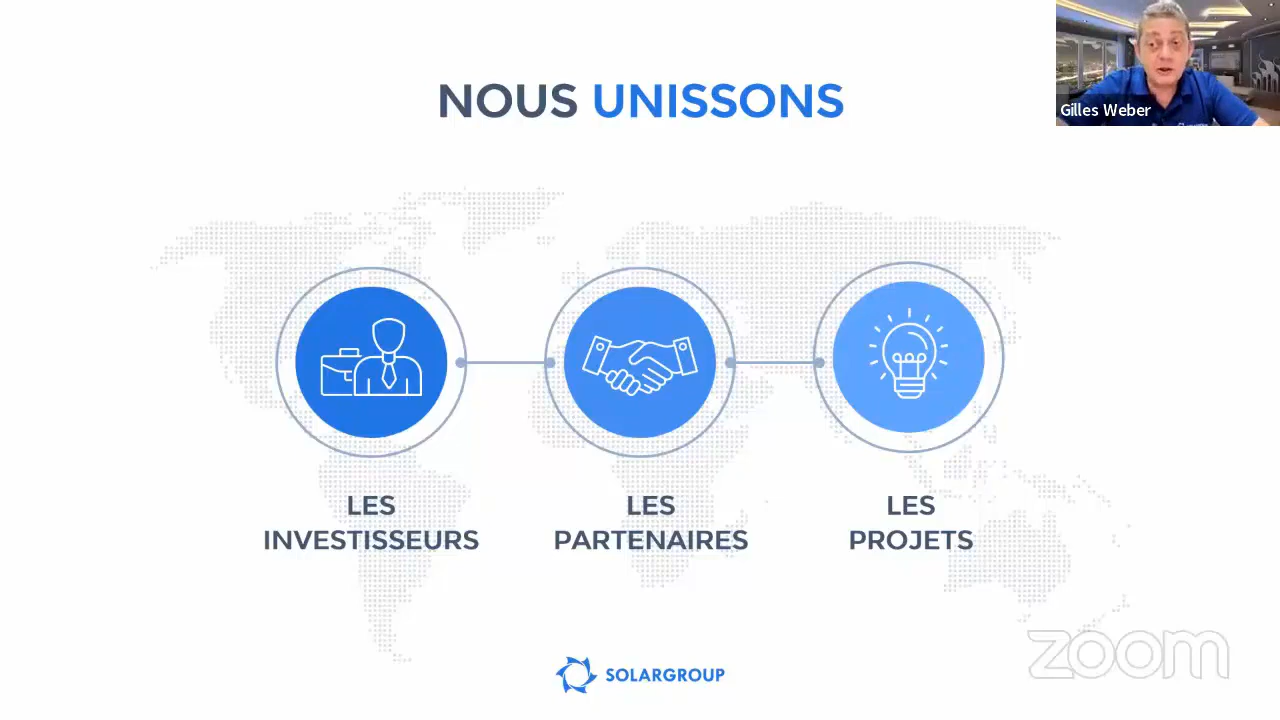 NOUS UNISSONS
Gilles Weber
LES
INVESTISSEURS
LES
PARTENAIRES
LES
PROJETS
SOLARGROUP
zoom